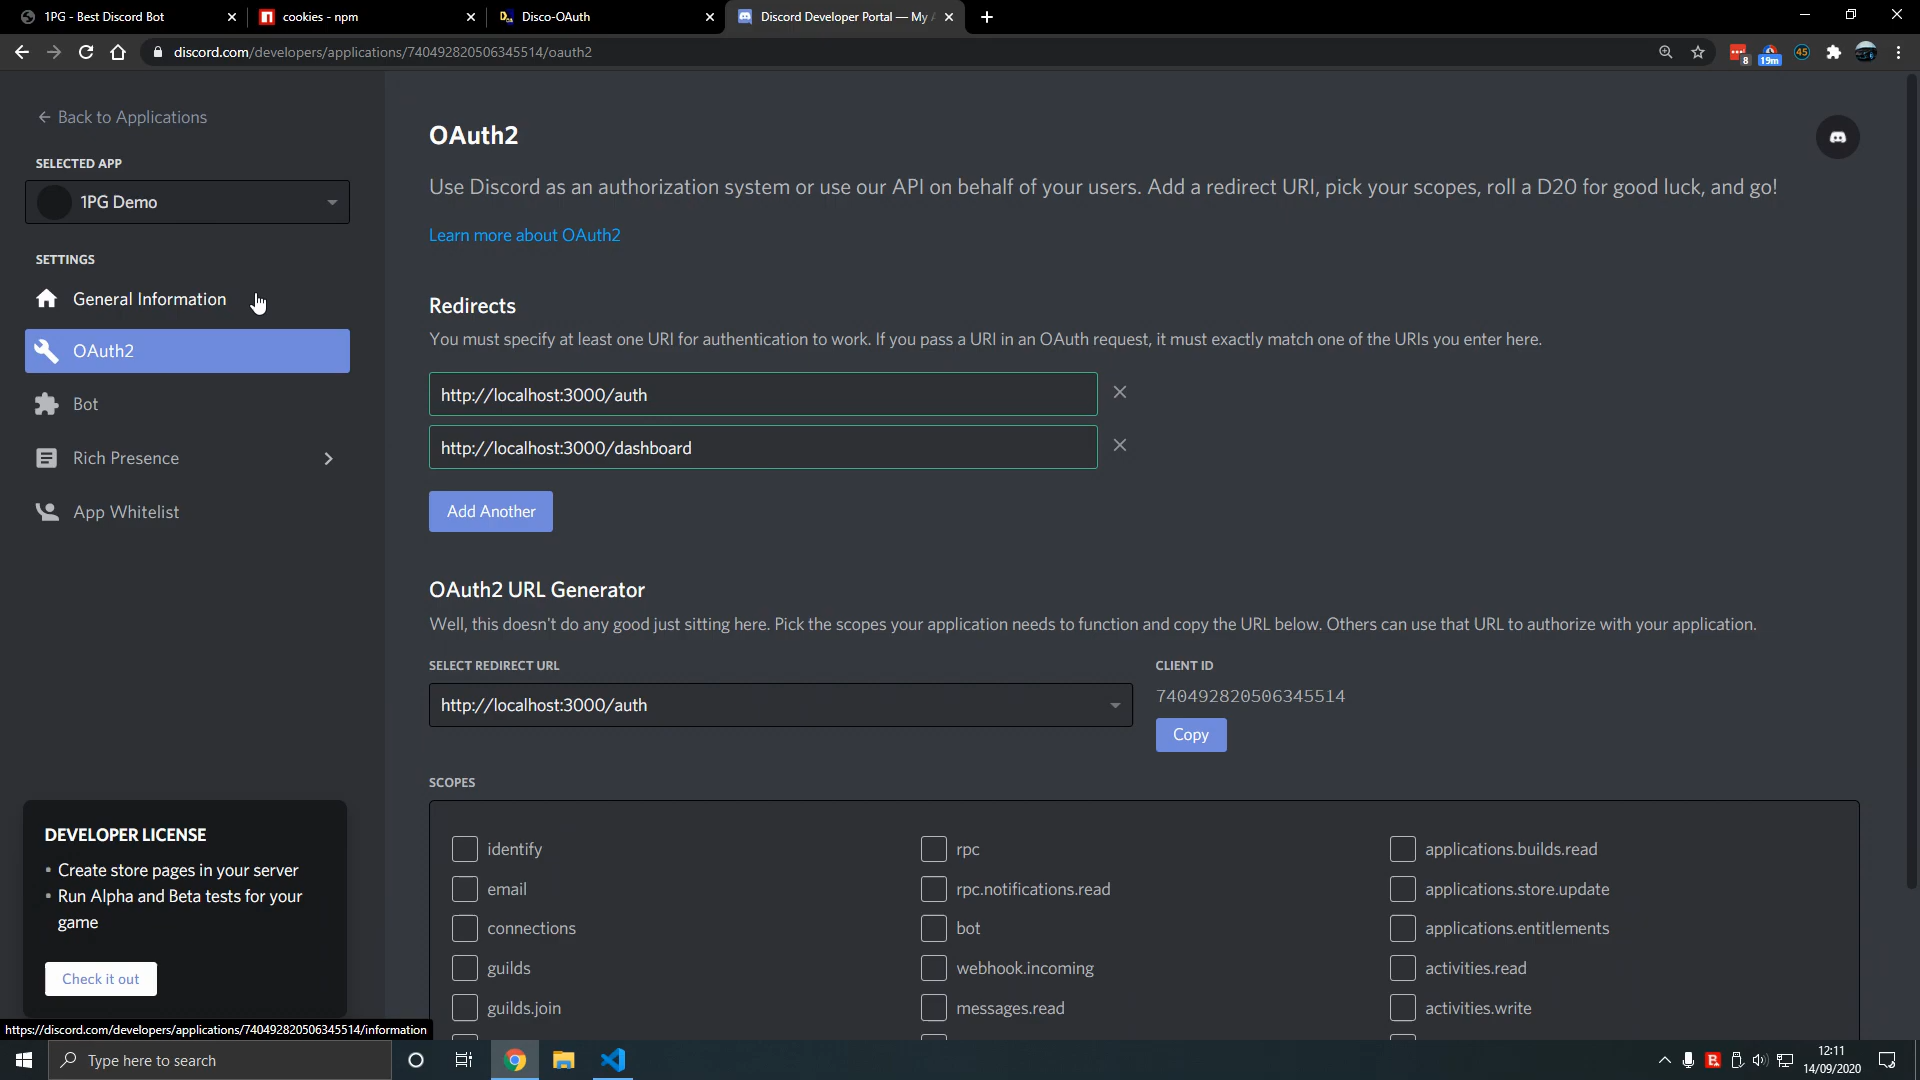 1PG - Best Discord Bot
cookies - npm
Disco-OAuth
Discord Developer Portal — My
discord.com/developers/applications/740492820506345514/oauth2
8
19m
45
Back to Applications
SELECTED APP
1PG Demo
SETTINGS
General Information
OAuth2
Bot
Rich Presence
App Whitelist
DEVELOPER LICENSE
• Create store pages in your server
• Run Alpha and Beta tests for your
game
Check it out
https://discord.com/developers/applications/740492820506345514/information
OAuth2
Use Discord as an authorization system or use our API on behalf of your users. Add a redirect URI, pick your scopes, roll a D20 for good luck, and go!
Learn more about OAuth2
Redirects
You must specify at least one URI for authentication to work. If you pass a URI in an OAuth request, it must exactly match one of the URIs you enter here.
http://localhost:3000/auth
http://localhost:3000/dashboard
Add Another
OAuth2 URL Generator
Well, this doesn't do any good just sitting here. Pick the scopes your application needs to function and copy the URL below. Others can use that URL to authorize with your application.
SELECT REDIRECT URL
http://localhost:3000/auth
CLIENT ID
740492820506345514
Copy
SCOPES
identify
email
connections
guilds
guilds.join
rpc
rpc.notifications.read
bot
webhook.incoming
messages.read
applications.builds.read
applications.store.update
applications.entitlements
activities.read
activities.write
Type here to search
12:11
14/09/2020